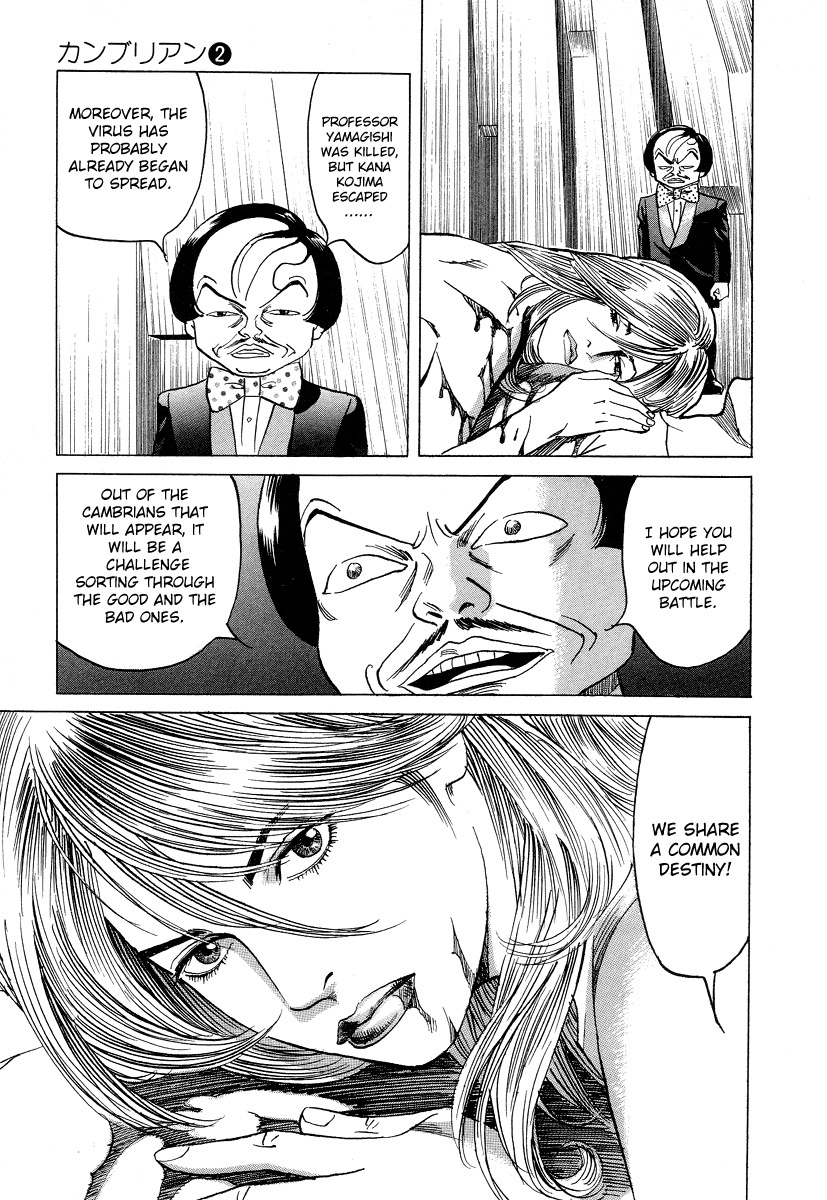 カンブリアン❷
PROFESSOR
YAMAGISHI
WAS KILLED,
BUT KANA
KOJIMA
ESCAPED
......
MOREOVER, THE
VIRUS HAS
PROBABLY
ALREADY BEGAN
TO SPREAD.
I HOPE YOU
WILL HELP
OUT IN THE
UPCOMING
BATTLE.
OUT OF THE
CAMBRIANS THAT
WILL APPEAR, IT
WILL BE A
CHALLENGE
SORTING THROUGH
THE GOOD AND THE
BAD ONES.
WE SHARE
A COMMON
DESTINY!